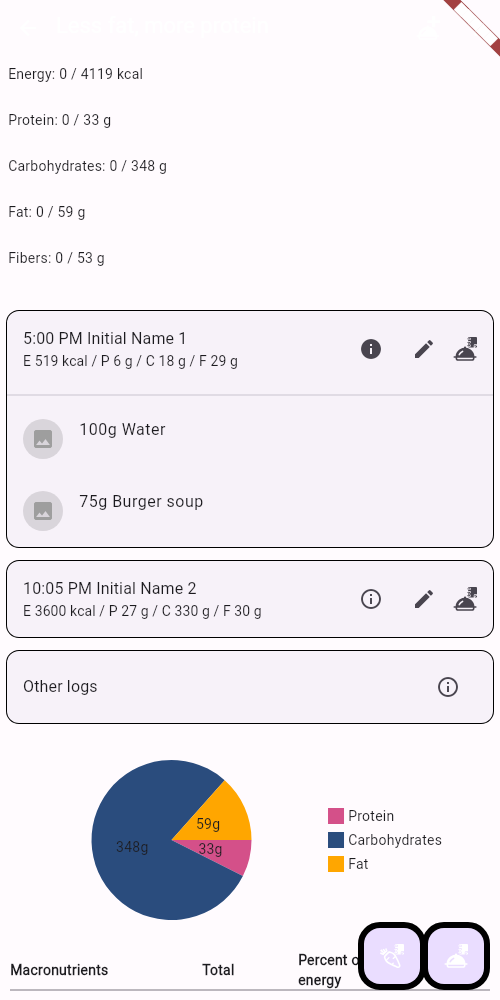 Energy: 0 / 4119 kcal
Protein: 0 / 33 g
Carbohydrates: 0 / 348 g
Fat: 0 / 59 g
Fibers: 0 / 53 g
5:00 PM Initial Name 1
E 519 kcal / P 6 g / C 18 g / F 29 g
100g Water
75g Burger soup
10:05 PM Initial Name 2
E 3600 kcal / P 27 g / C 330 g / F 30 g
Other logs
59g
348g
33g
Protein
Carbohydrates
Fat
Macronutrients
Total
Percent
energy